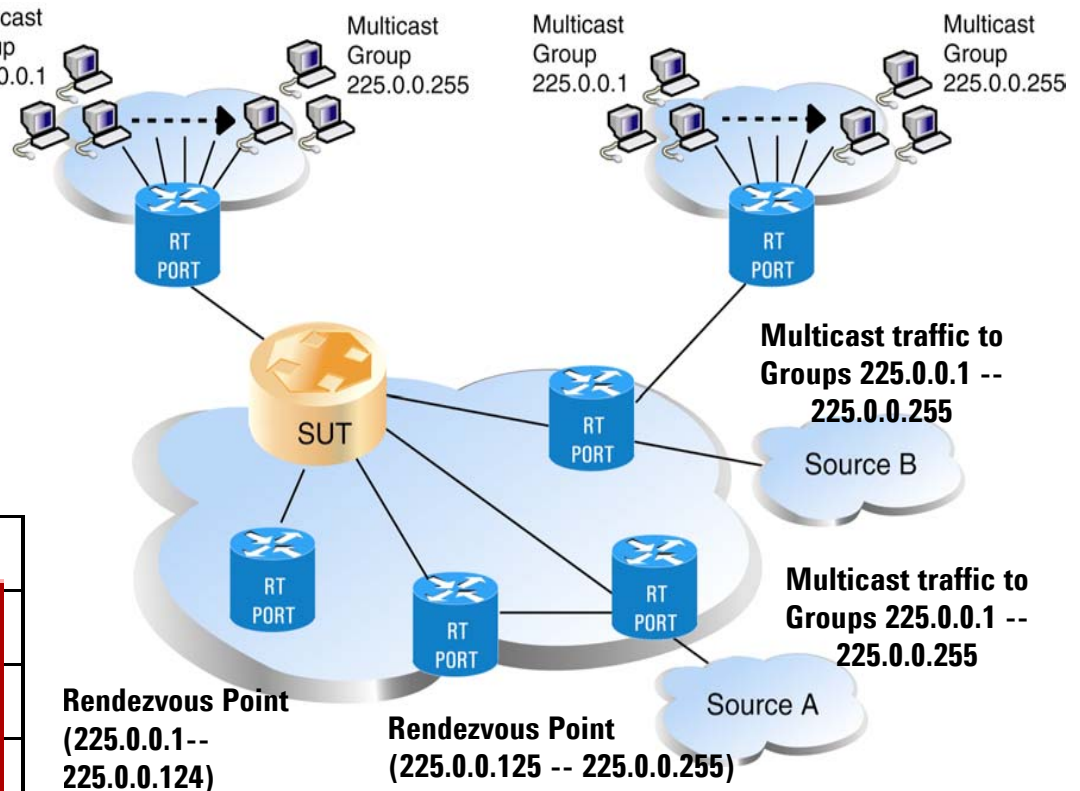 Multicast
Group
225.0.0.255
Multicast
Group
225.0.0.1
Multicast
Group
225.0.0.255
RT
PORT
RT
PORT
Multicast traffic to
Groups 225.0.0.1 --
225.0.0.255
SUT
RT
PORT
Source B
RT
PORT
RT
PORT
RT
PORT
Multicast traffic to
Groups 225.0.0.1 --
225.0.0.255
Source A
Rendezvous Point
(225.0.0.1--
225.0.0.124)
Rendezvous Point
(225.0.0.125 -- 225.0.0.255)